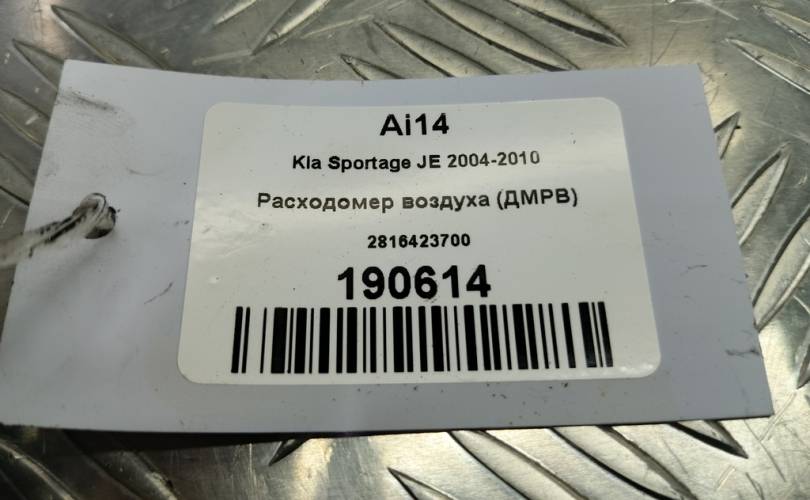 Ai14
Kia Sportage JE 2004-2010
Расходомер воздуха (ДМРВ)
2816423700
190614